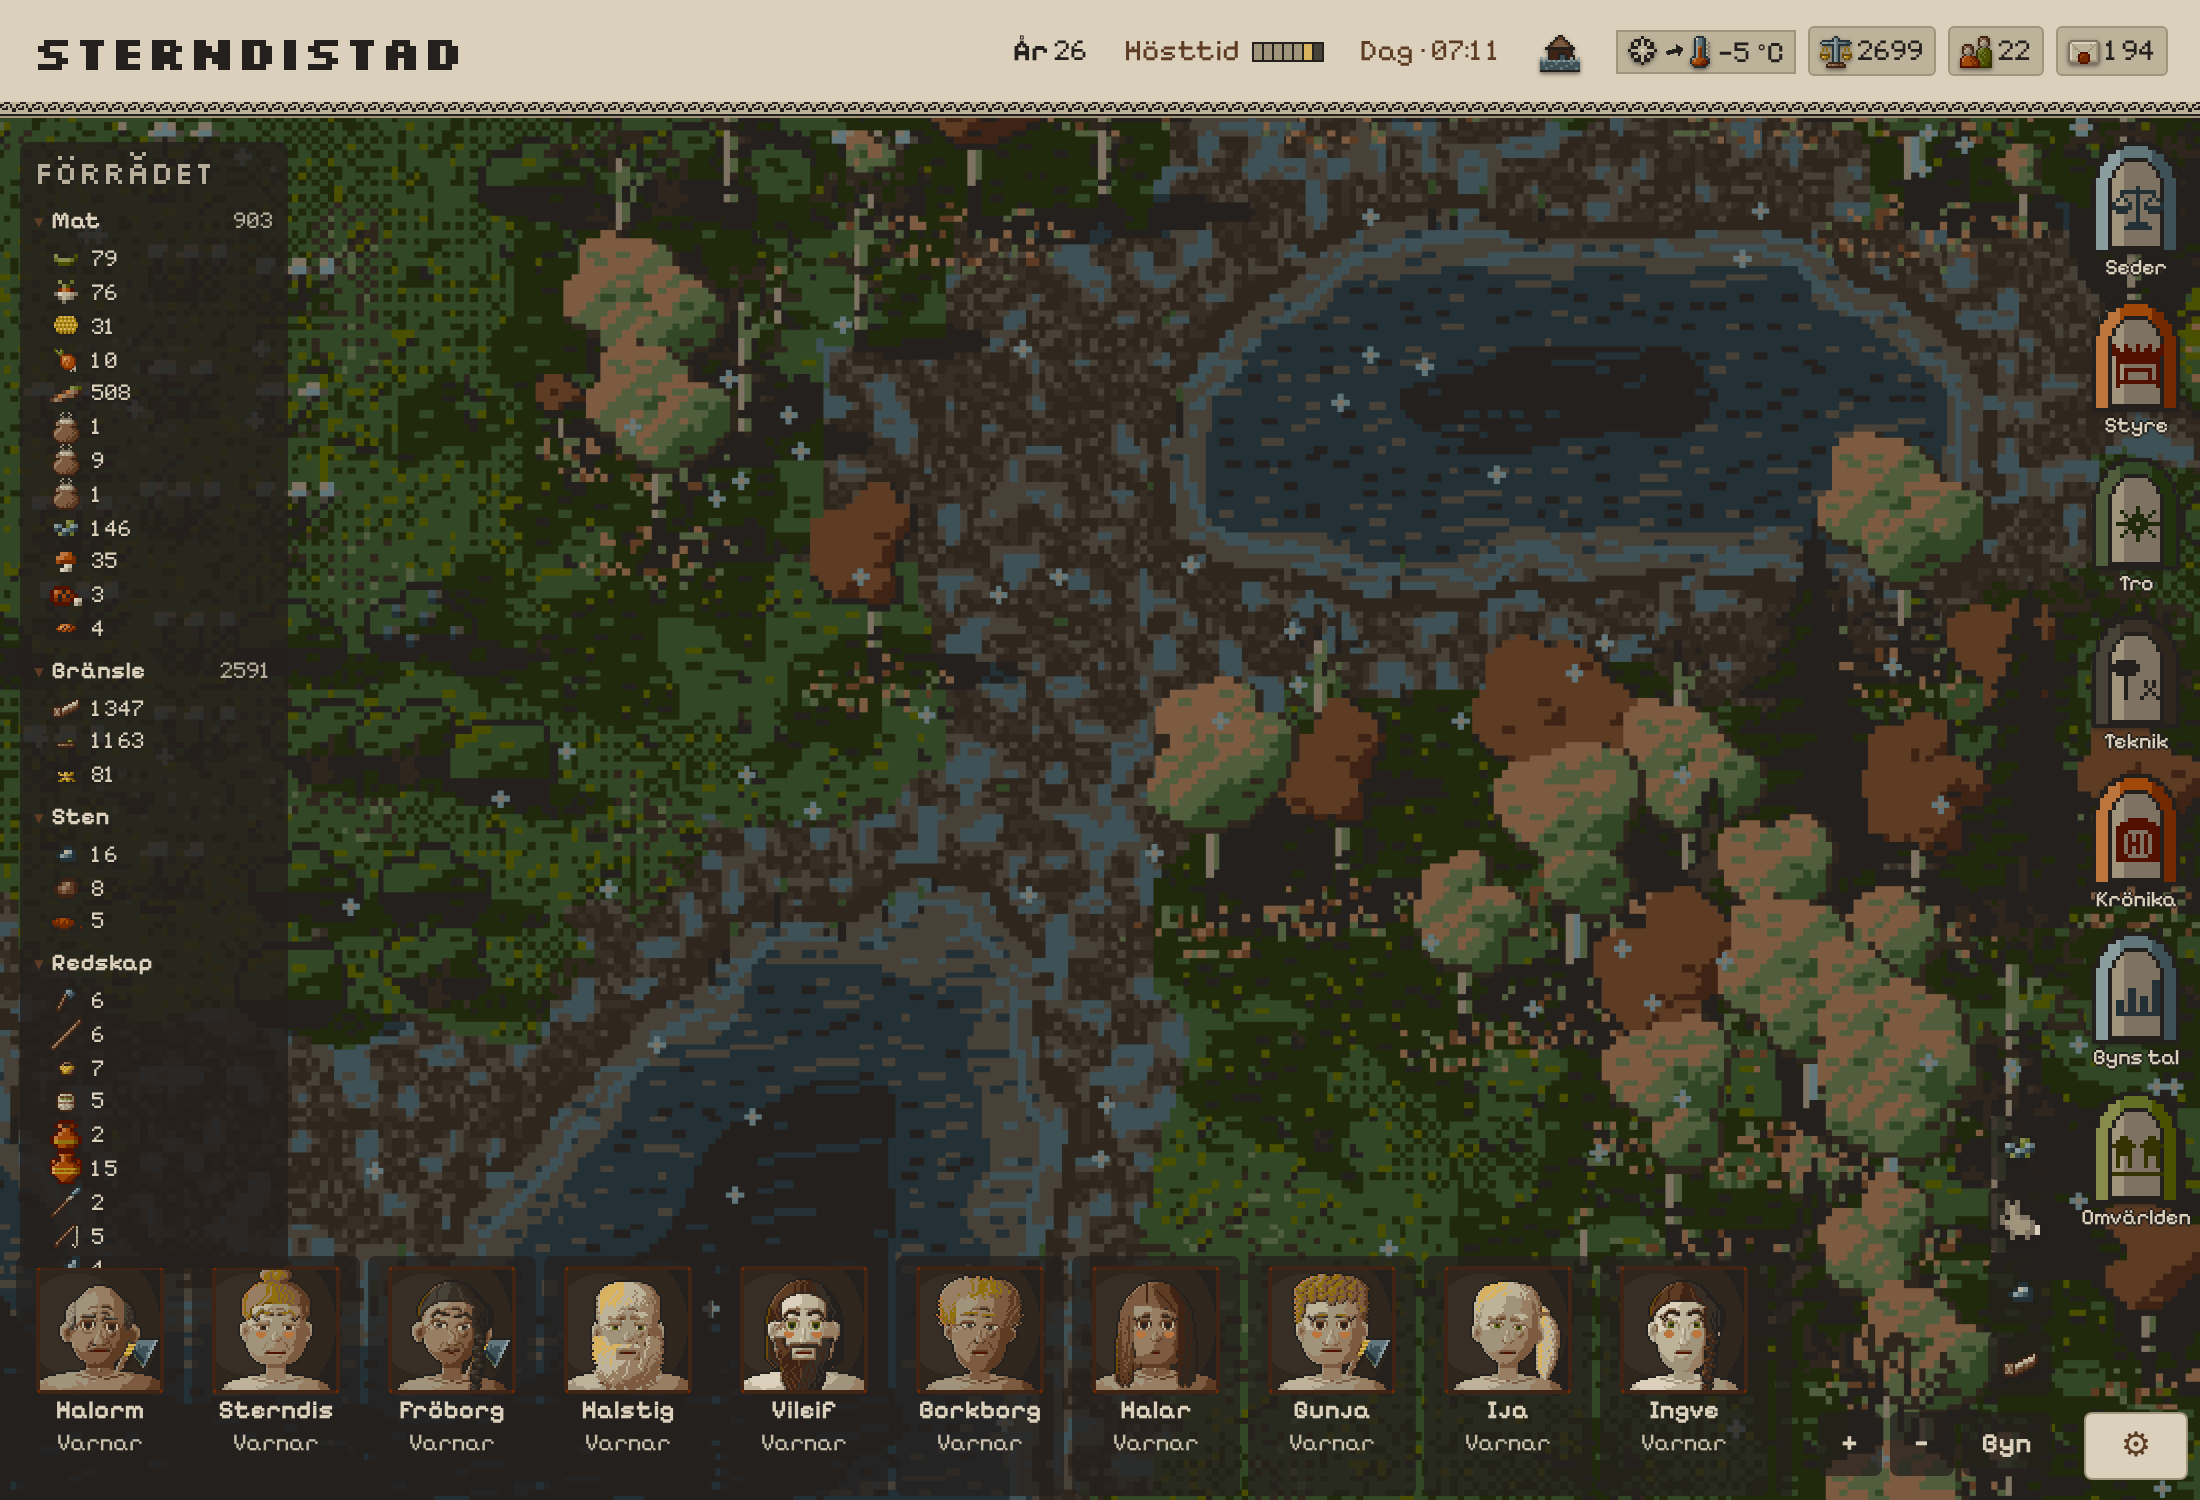 STERNDISTAD
År 26 Hösttid Dag · 07:11 -5 °C 2699 22 194
FÖRRÅDET
Mat 903
79
76
31
10
508
1
9
1
146
35
3
4
Bränsle 2591
1347
1163
81
Sten
16
8
5
Redskap
6
6
7
5
2
15
2
5
Seder
Styre
Tro
Teknik
Krönika
Byns tal
Omvärlden
Halorm Sterndis Fröborg Halstig Vileif Borkborg Halar Gunja Ija Ingve
Varnar Varnar Varnar Varnar Varnar Varnar Varnar Varnar Varnar Varnar
+ - Byn